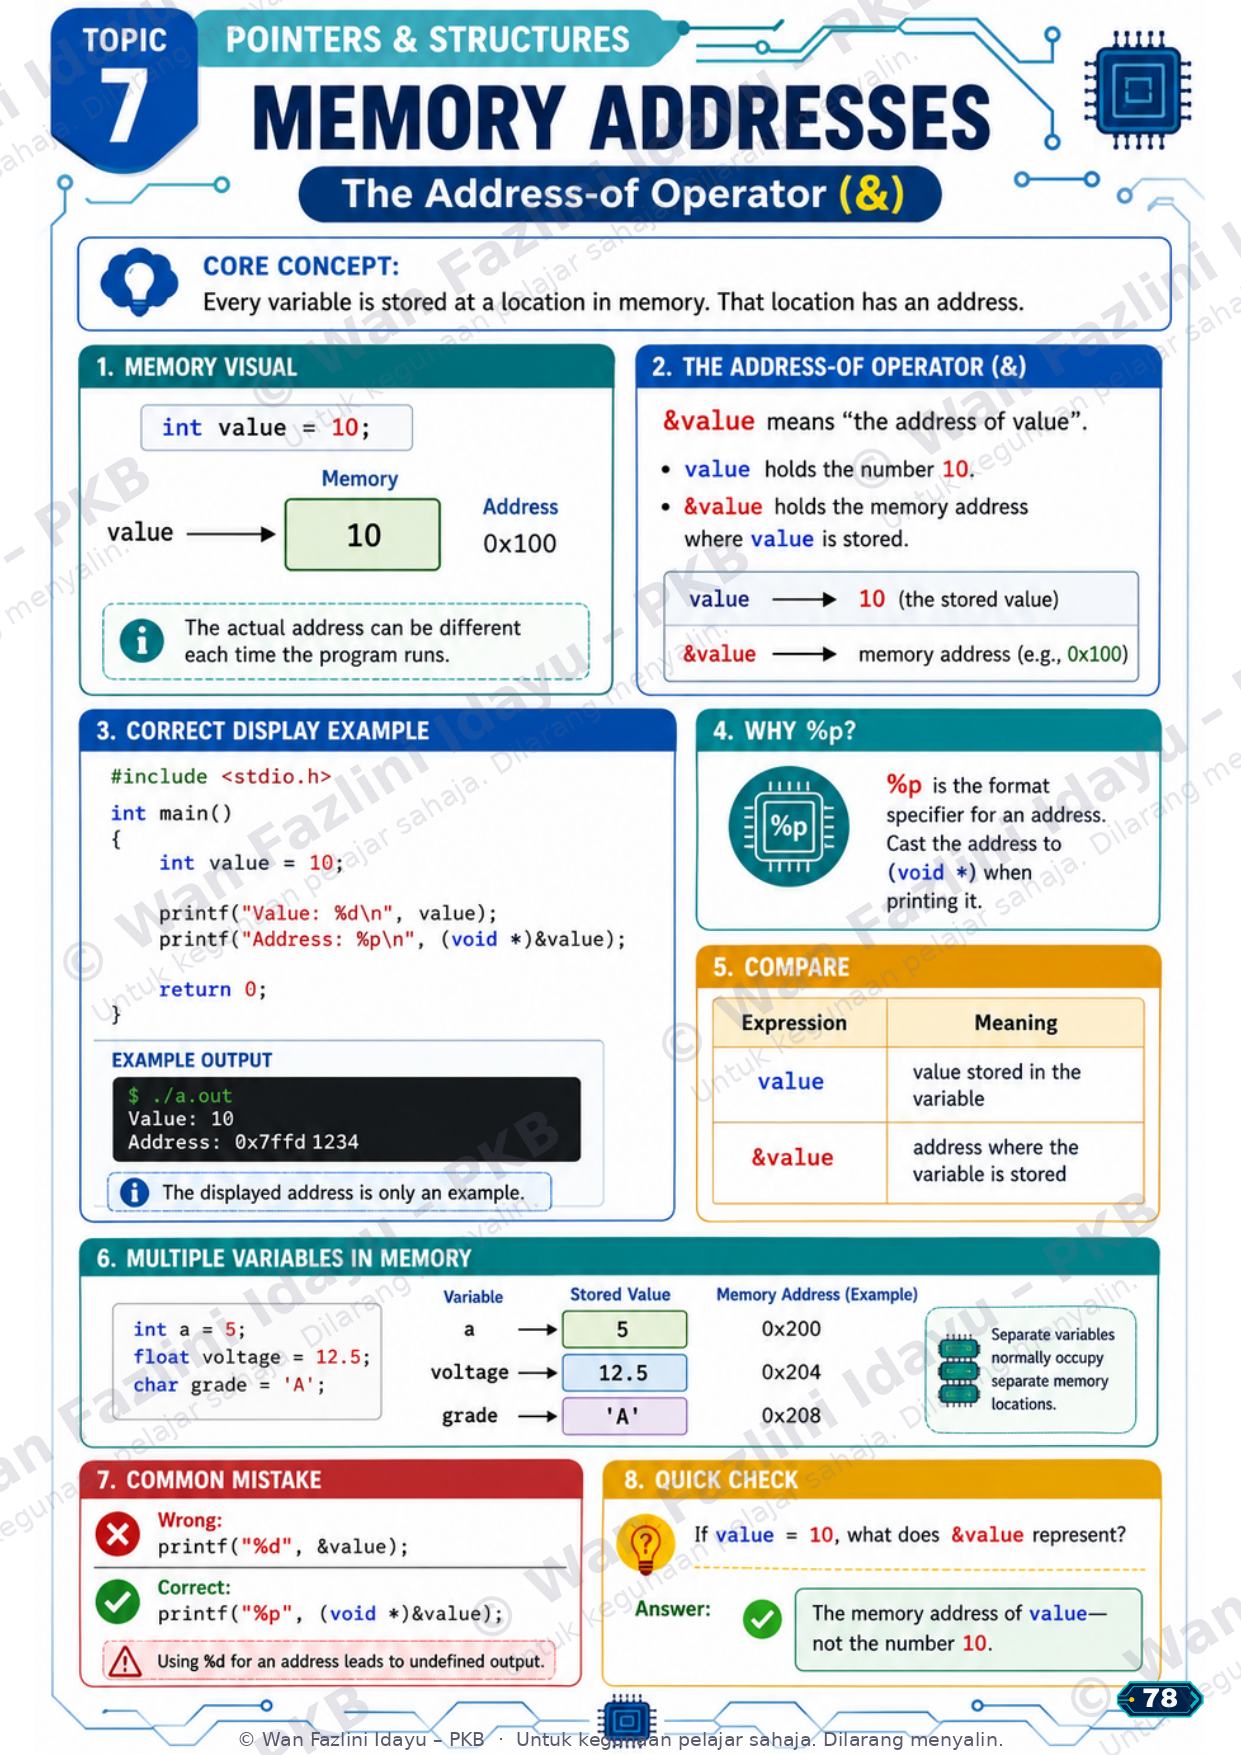 TOPIC
7
POINTERS & STRUCTURES
MEMORY ADDRESSES
The Address-of Operator (&)
CORE CONCEPT:
Every variable is stored at a location in memory. That location has an address.
1. MEMORY VISUAL
int value = 10;
Memory
Address
value
10
0x100
The actual address can be different
each time the program runs.
2. THE ADDRESS-OF OPERATOR (&)
&value means “the address of value”.
• value holds the number 10.
• &value holds the memory address
where value is stored.
value 10 (the stored value)
&value memory address (e.g., 0x100)
3. CORRECT DISPLAY EXAMPLE
#include <stdio.h>
int main()
{
int value = 10;
printf("Value: %d\n", value);
printf("Address: %p\n", (void *)&value);
return 0;
}
EXAMPLE OUTPUT
$ ./a.out
Value: 10
Address: 0x7ffd 1234
The displayed address is only an example.
4. WHY %p?
%p
%p is the format
specifier for an address.
Cast the address to
(void *) when
printing it.
5. COMPARE
Expression Meaning
value value stored in the
variable
&value address where the
variable is stored
6. MULTIPLE VARIABLES IN MEMORY
int a = 5;
float voltage = 12.5;
char grade = 'A';
Variable Stored Value Memory Address (Example)
a 5 0x200
voltage 12.5 0x204
grade 'A' 0x208
Separate variables
normally occupy
separate memory
locations.
7. COMMON MISTAKE
Wrong:
printf("%d", &value);
Correct:
printf("%p", (void *)&value);
Using %d for an address leads to undefined output.
8. QUICK CHECK
If value = 10, what does &value represent?
Answer:
The memory address of value—
not the number 10.
78
© Wan Fazlini Idayu – PKB · Untuk kegunaan pelajar sahaja. Dilarang menyalin.
© Wan Fazlini Idayu – PKB
Untuk kegunaan pelajar sahaja. Dilarang menyalin.